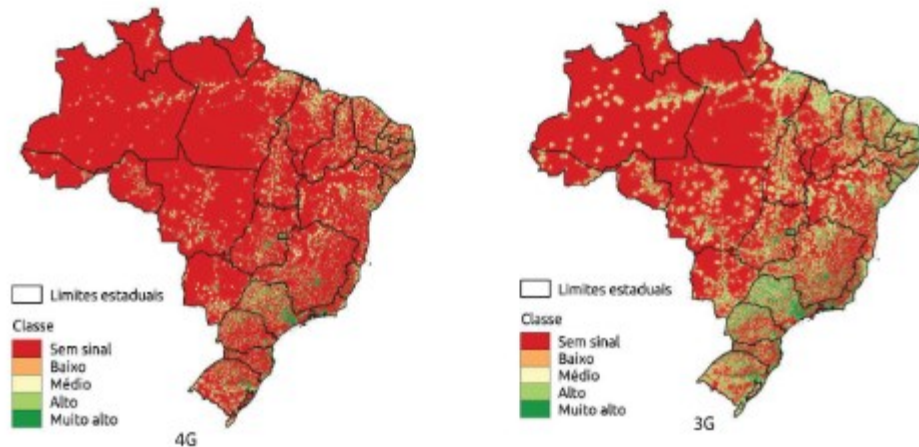 Limites estaduais
Classe
Sem sinal
Baixo
Médio
Alto
Muito alto
4G
Limites estaduais
Classe
Sem sinal
Baixo
Médio
Alto
Muito alto
3G